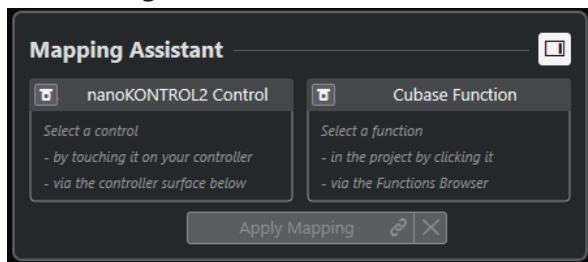 Mapping Assistant
nanoKONTROL2 Control
Cubase Function
Select a control
- by touching it on your controller
- via the controller surface below
Select a function
- in the project by clicking it
- via the Functions Browser
Apply Mapping